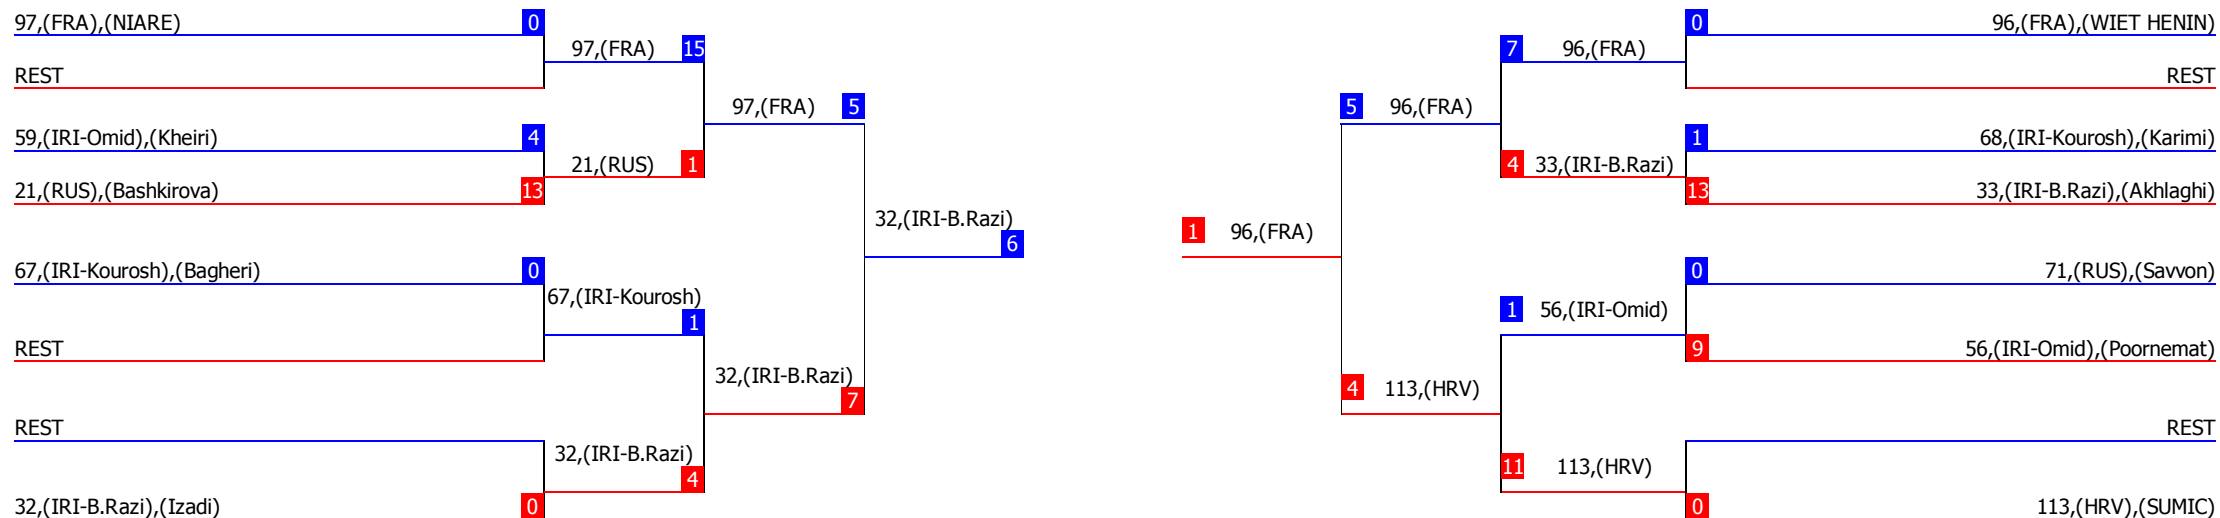 97,(FRA),(NIARE) 0
97,(FRA) 15
REST
97,(FRA) 5
59,(IRI-Omid),(Kheiri) 4
21,(RUS) 1
21,(RUS),(Bashkirova) 13
32,(IRI-B.Razi) 6
67,(IRI-Kourosh),(Bagheri) 0
67,(IRI-Kourosh) 1
REST
32,(IRI-B.Razi) 7
REST
32,(IRI-B.Razi) 4
32,(IRI-B.Razi),(Izadi) 0
0 96,(FRA),(WIET HENIN)
7 96,(FRA)
REST
5 96,(FRA)
1 68,(IRI-Kourosh),(Karimi)
4 33,(IRI-B.Razi)
13 33,(IRI-B.Razi),(Akhlaghi)
1 96,(FRA)
0 71,(RUS),(Savvon)
1 56,(IRI-Omid)
9 56,(IRI-Omid),(Poornemat)
4 113,(HRV)
REST
11 113,(HRV)
0 113,(HRV),(SUMIC)